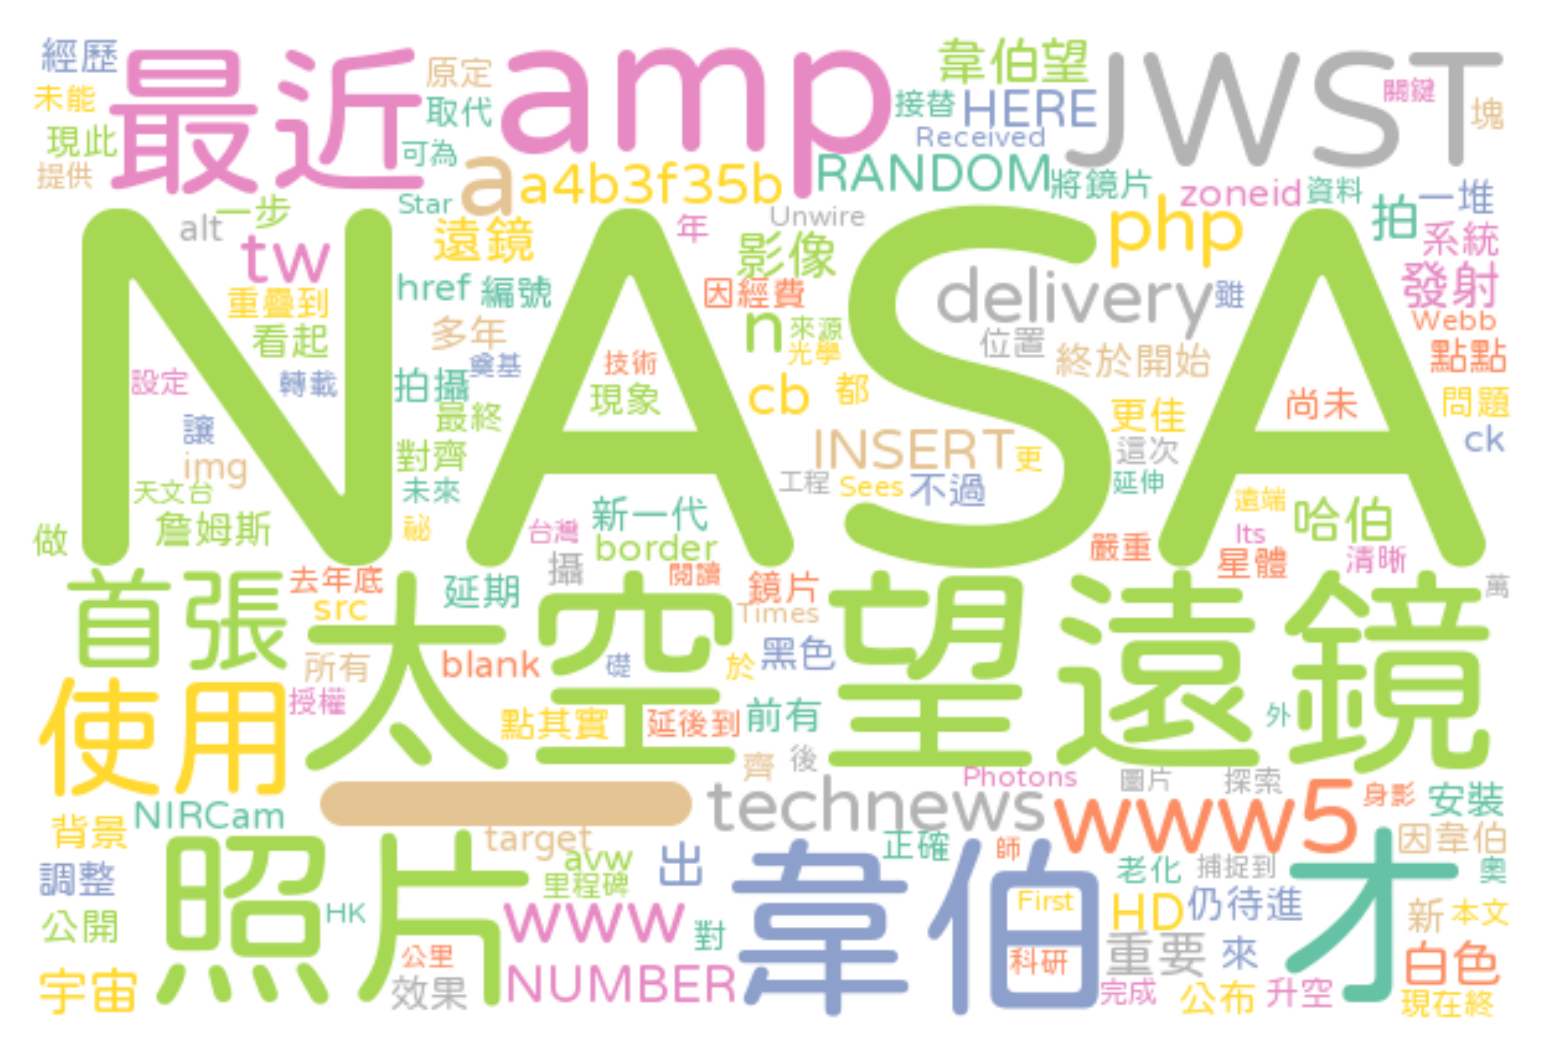 經歷
未能
現此
提供
最近
原定
取代
可為
amp
韋伯望
接替
HERE
Received
JWST
關鍵
塊
a
a4b3f35b
RANDOM
將鏡片
zoneid
資料
一堆
alt
一步
Star
遠鏡
年
Unwire
影像
php
拍
系統
tw
重疊到
看起
href
編號
多年
因經費
n
來源
光學
delivery
雖
位置
終於開始
發射
Webb
點點
NASA
設定
轉載
拍攝
奠基
最終
技術
現象
cb
都
更佳
尚未
問題
讓
img
天文台
對齊
未來
INSERT
更
這次
ck
做
詹姆斯
祕
台灣
新一代
border
工程
Sees
不過
延伸
遠端
哈伯
Its
星體
清晰
嚴重
首張
去年底
src
延期
攝
閱讀
鏡片
Times
萬
太空望遠鏡
所有
授權
blank
礎
於
黑色
使用
點其實
延後到
前有
外
齊
後
Photons
圖片
探索
technews
www5
身影
安裝
背景
NIRCam
target
avw
里程碑
出
正確
師
老化
捕捉到
因韋伯
奧
調整
公開
宇宙
照片
HK
公里
效果
www
對
NUMBER
韋伯
First
科研
HD
仍待進
重要
來
才
新
本文
白色
完成
公布
升空
現在終